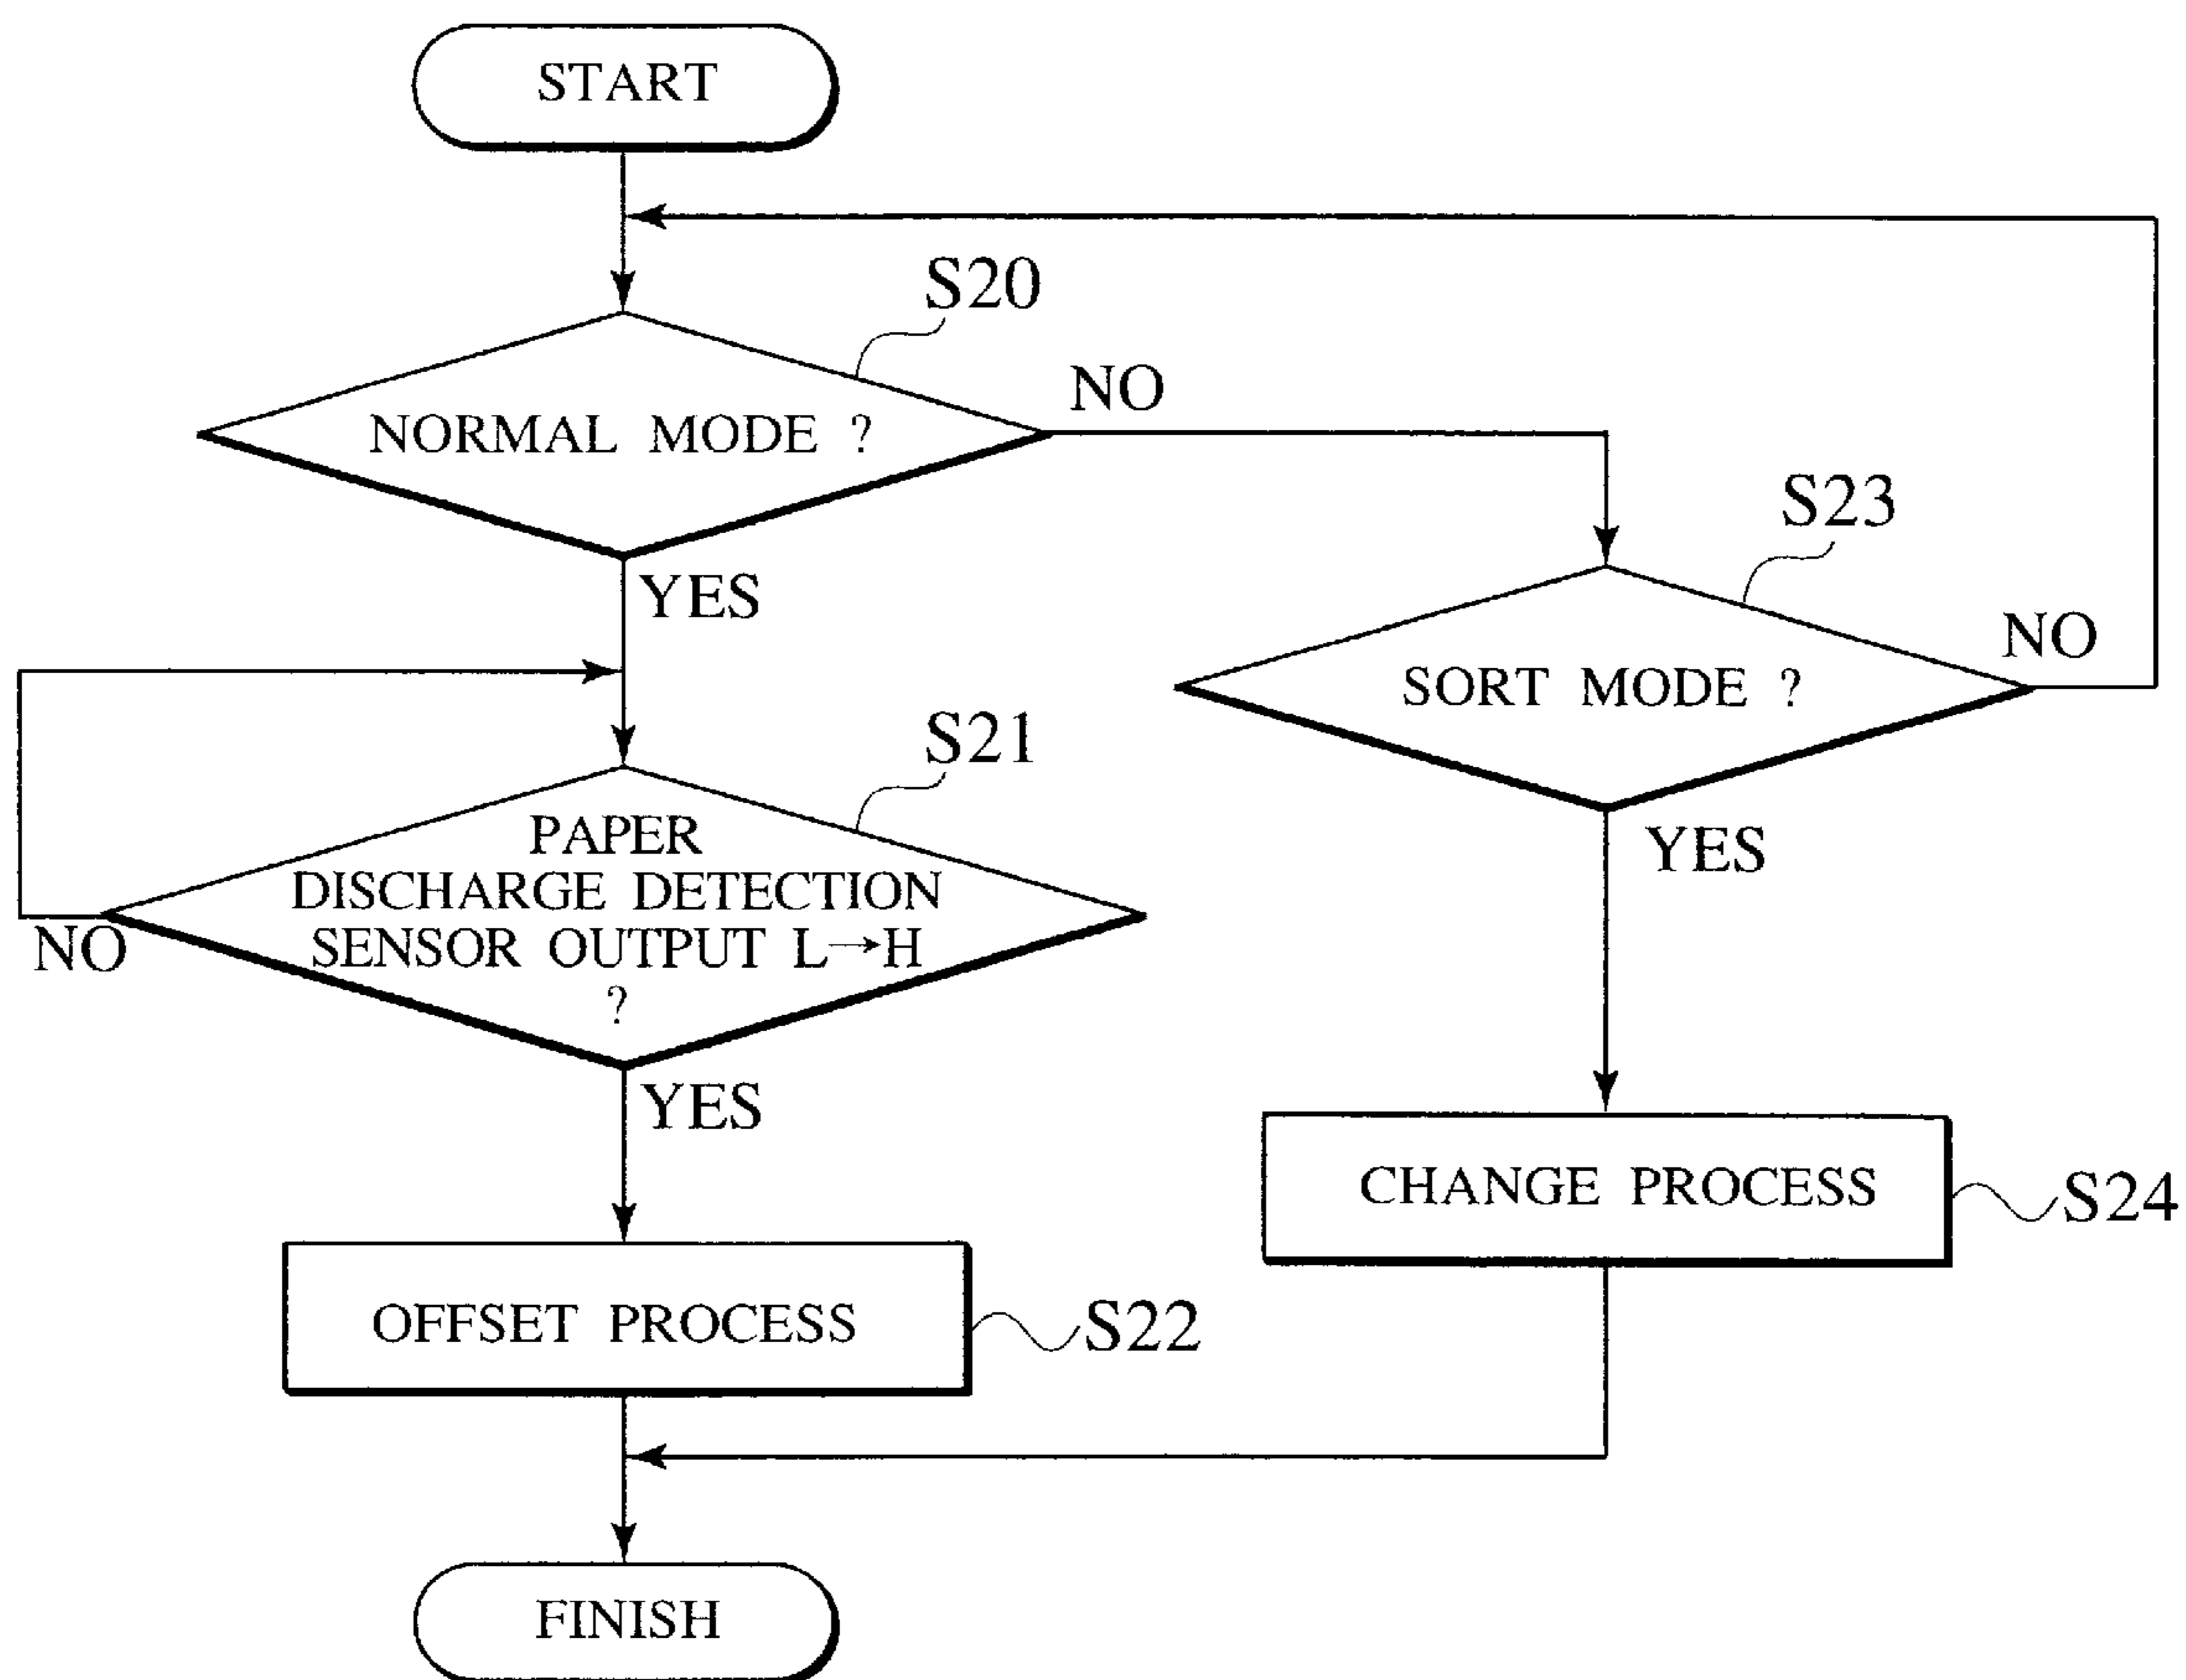 START
S20
NORMAL MODE ?
NO
YES
S23
SORT MODE ?
NO
YES
S21
PAPER
DISCHARGE DETECTION
SENSOR OUTPUT L→H
?
NO
YES
CHANGE PROCESS
S24
OFFSET PROCESS
S22
FINISH